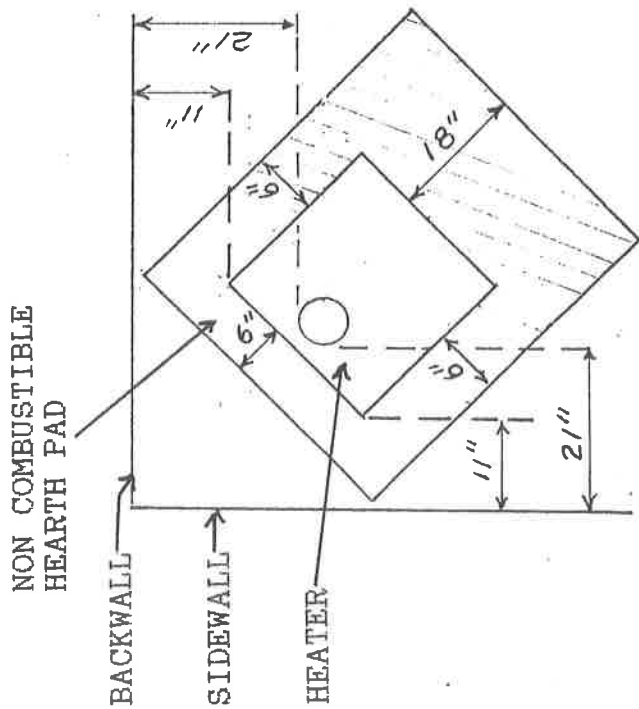 NON COMBUSTIBLE
HEARTH PAD
BACKWALL
SIDEWALL
HEATER
21"
11"
6"
6"
18"
6"
11"
21"